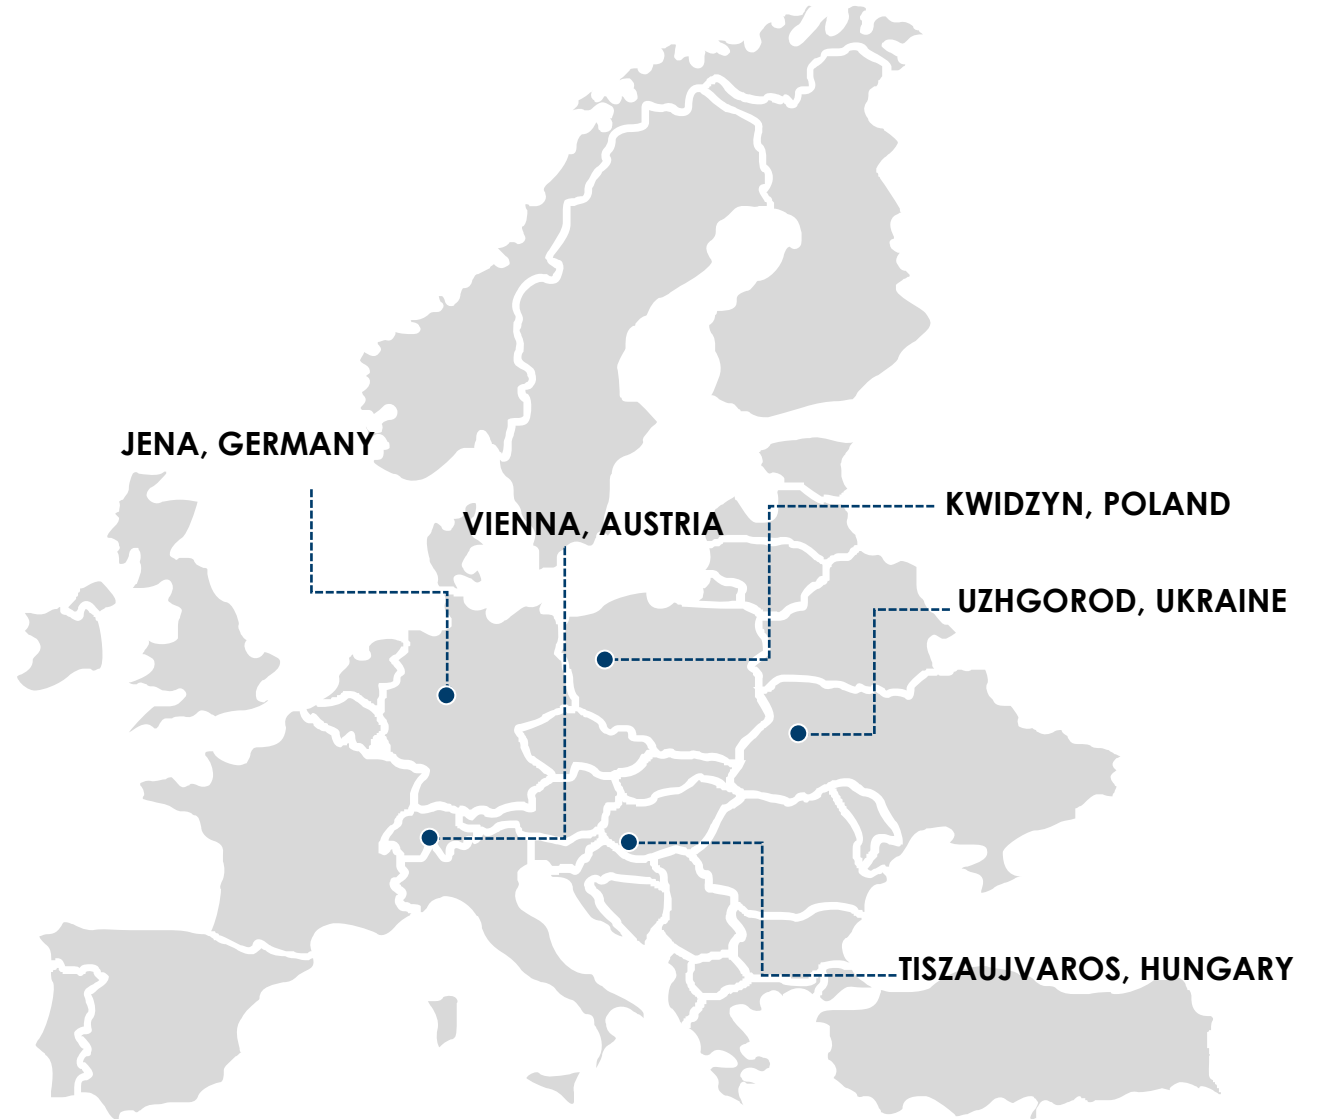 JENA, GERMANY
KWIDZYN, POLAND
VIENNA, AUSTRIA
UZHGOROD, UKRAINE
TISZAUJVAROS, HUNGARY